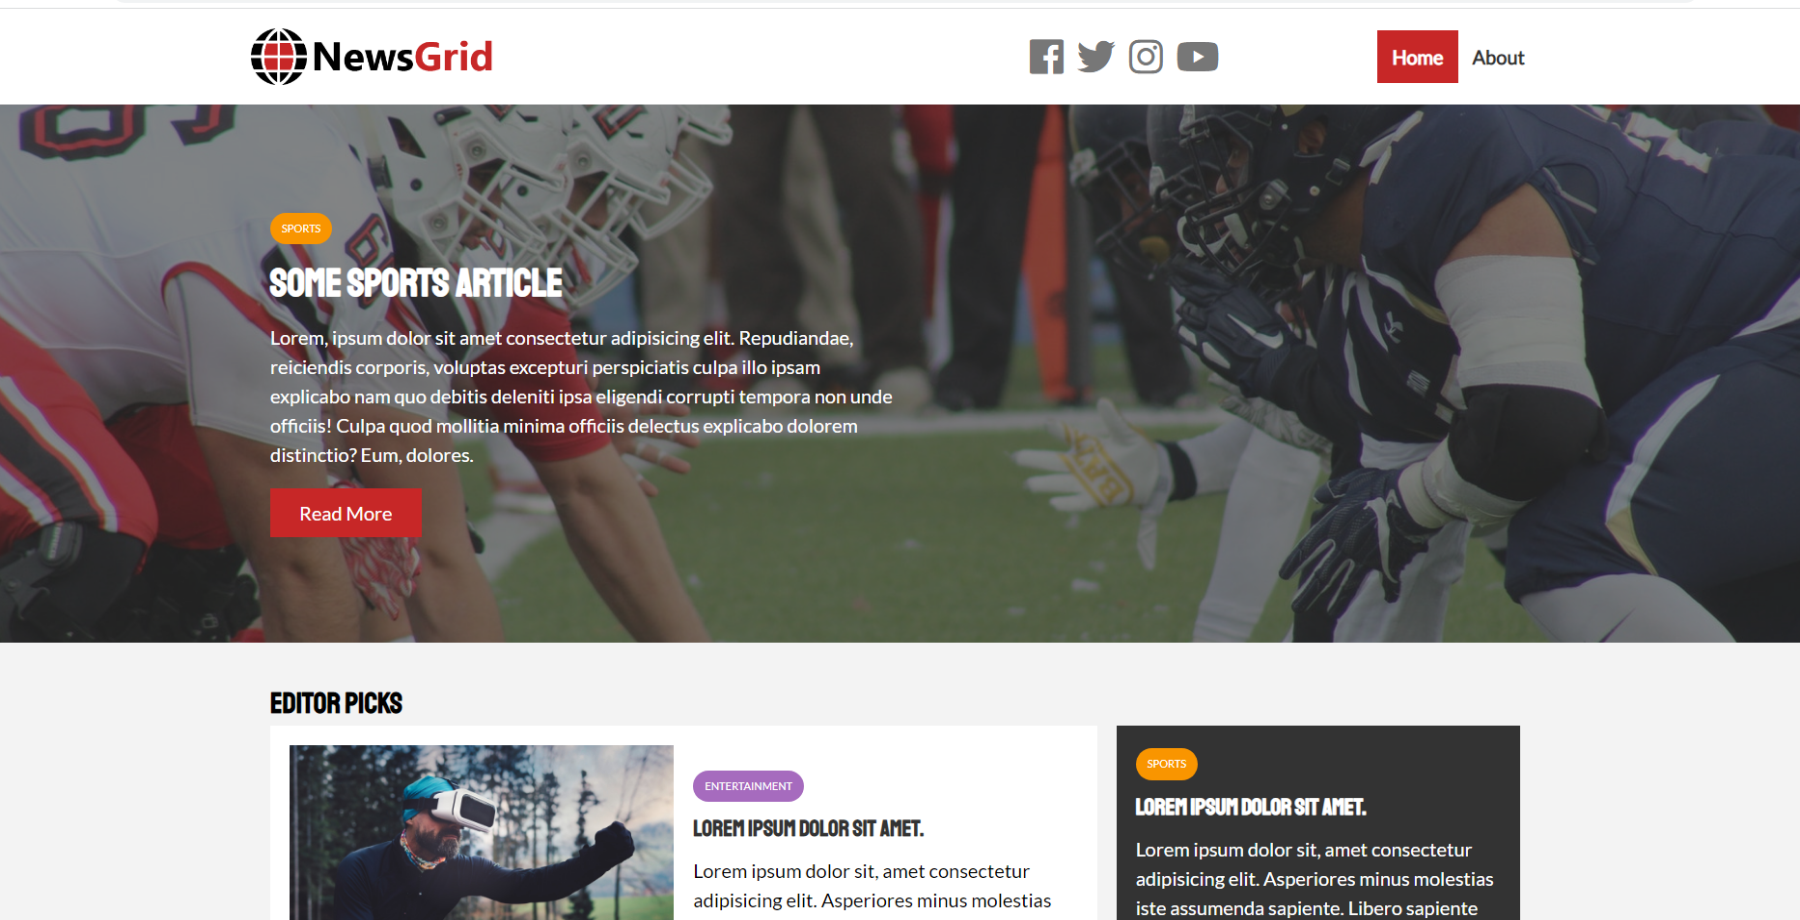 NewsGrid
Home About
SPORTS
SOME SPORTS ARTICLE
Lorem, ipsum dolor sit amet consectetur adipisicing elit. Repudiandae,
reiciendis corporis, voluptas excepturi perspiciatis culpa illo ipsam
explicabo nam quo debitis deleniti ipsa eligendi corrupti tempora non unde
officiis! Culpa quod mollitia minima officiis delectus explicabo dolorem
distinctio? Eum, dolores.
Read More
EDITOR PICKS
ENTERTAINMENT
LOREM IPSUM DOLOR SIT AMET.
Lorem ipsum dolor sit, amet consectetur
adipisicing elit. Asperiores minus molestias
SPORTS
LOREM IPSUM DOLOR SIT AMET.
Lorem ipsum dolor sit, amet consectetur
adipisicing elit. Asperiores minus molestias
iste assumenda sapiente. Libero sapiente